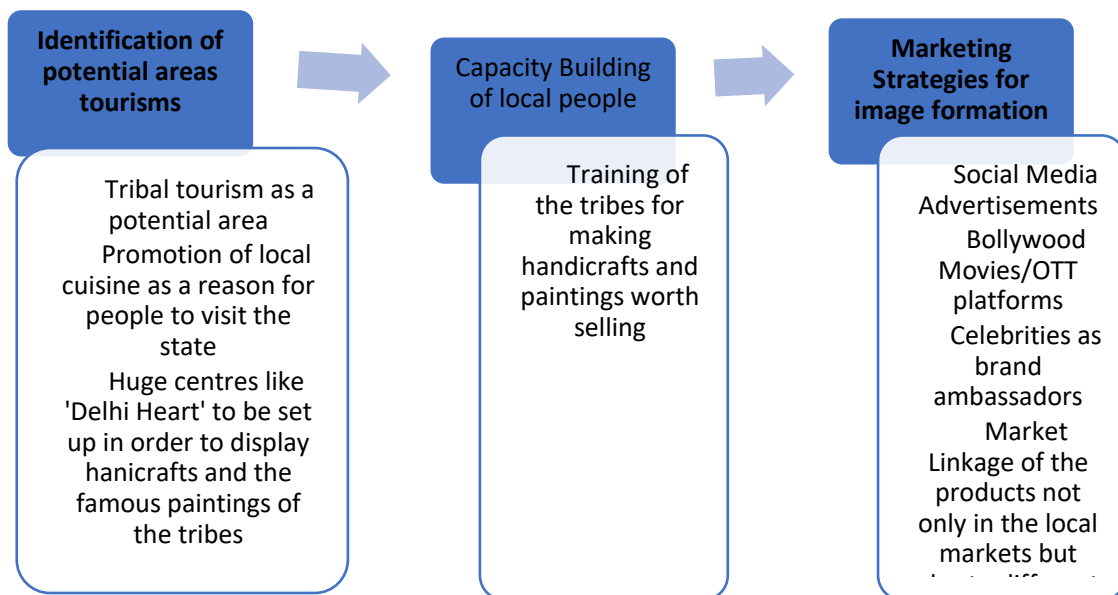 Identification of
potential areas
tourisms
Tribal tourism as a
potential area
Promotion of local
cuisine as a reason for
people to visit the
state
Huge centres like
'Delhi Heart' to be set
up in order to display
hanicrafts and the
famous paintings of
the tribes
Capacity Building
of local people
Training of
the tribes for
making
handicrafts and
paintings worth
selling
Marketing
Strategies for
image formation
Social Media
Advertisements
Bollywood
Movies/OTT
platforms
Celebrities as
brand
ambassadors
Market
Linkage of the
products not
only in the local
markets but